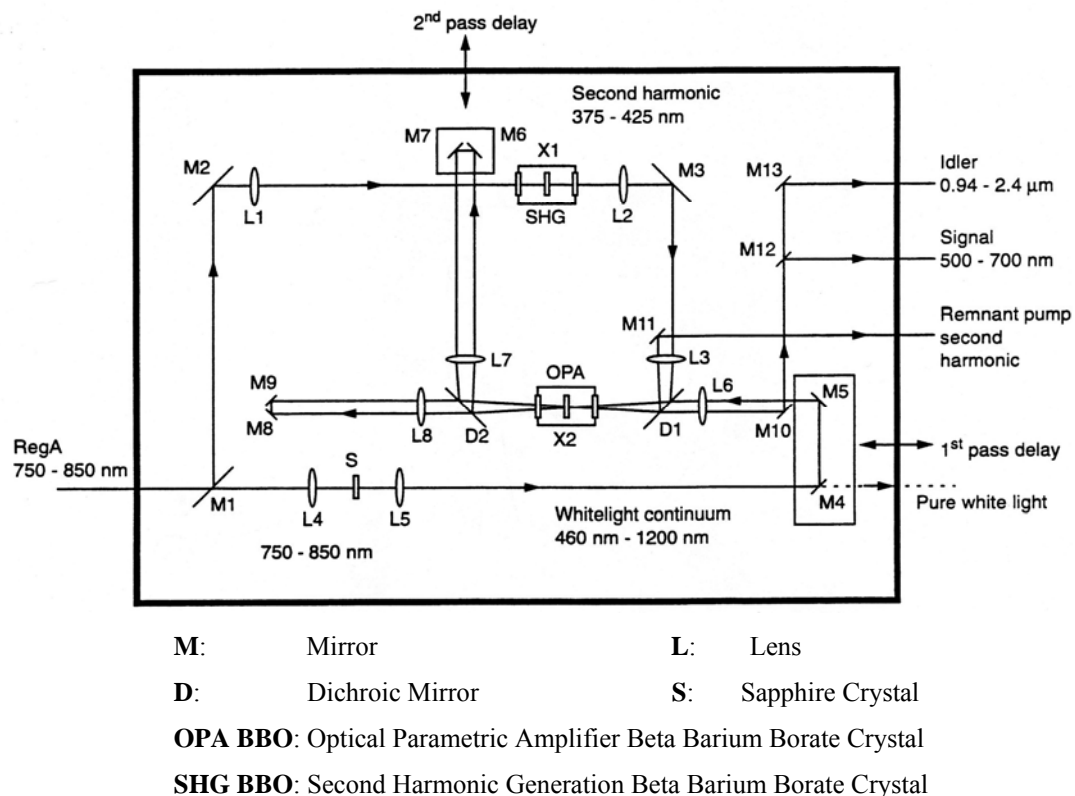 2nd pass delay
Second harmonic
375 - 425 nm
M7
M6
X1
M2
M3
M13
Idler
0.94 - 2.4 μm
L1
SHG
L2
M12
Signal
500 - 700 nm
M11
Remnant pump
second
harmonic
L7
OPA
L3
L6
M9
M5
M8
L8
D2
X2
D1
M10
RegA
750 - 850 nm
S
1st pass delay
M1
L4
L5
M4
Whitelight continuum
460 nm - 1200 nm
Pure white light
750 - 850 nm
M: Mirror L: Lens
D: Dichroic Mirror S: Sapphire Crystal
OPA BBO: Optical Parametric Amplifier Beta Barium Borate Crystal
SHG BBO: Second Harmonic Generation Beta Barium Borate Crystal